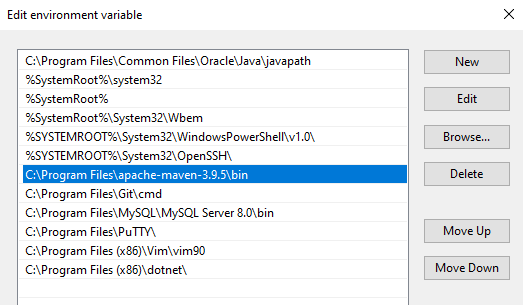 Edit environment variable
C:\Program Files\Common Files\Oracle\Java\javapath
%SystemRoot%\system32
%SystemRoot%
%SystemRoot%\System32\Wbem
%SYSTEMROOT%\System32\WindowsPowerShell\v1.0\
%SYSTEMROOT%\System32\OpenSSH\
C:\Program Files\apache-maven-3.9.5\bin
C:\Program Files\Git\cmd
C:\Program Files\MySQL\MySQL Server 8.0\bin
C:\Program Files\PuTTY\
C:\Program Files (x86)\Vim\vim90
C:\Program Files (x86)\dotnet\
New
Edit
Browse...
Delete
Move Up
Move Down